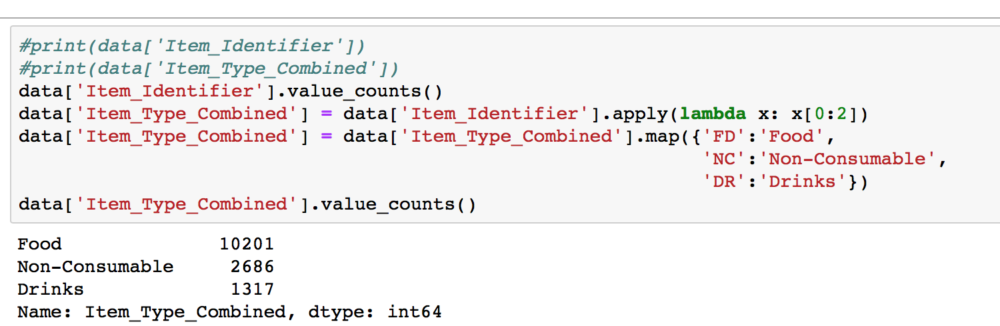 #print(data['Item_Identifier'])
#print(data['Item_Type_Combined'])
data['Item_Identifier'].value_counts()
data['Item_Type_Combined'] = data['Item_Identifier'].apply(lambda x: x[0:2])
data['Item_Type_Combined'] = data['Item_Type_Combined'].map({'FD':'Food',
'NC':'Non-Consumable',
'DR':'Drinks'})
data['Item_Type_Combined'].value_counts()
Food 10201
Non-Consumable 2686
Drinks 1317
Name: Item_Type_Combined, dtype: int64